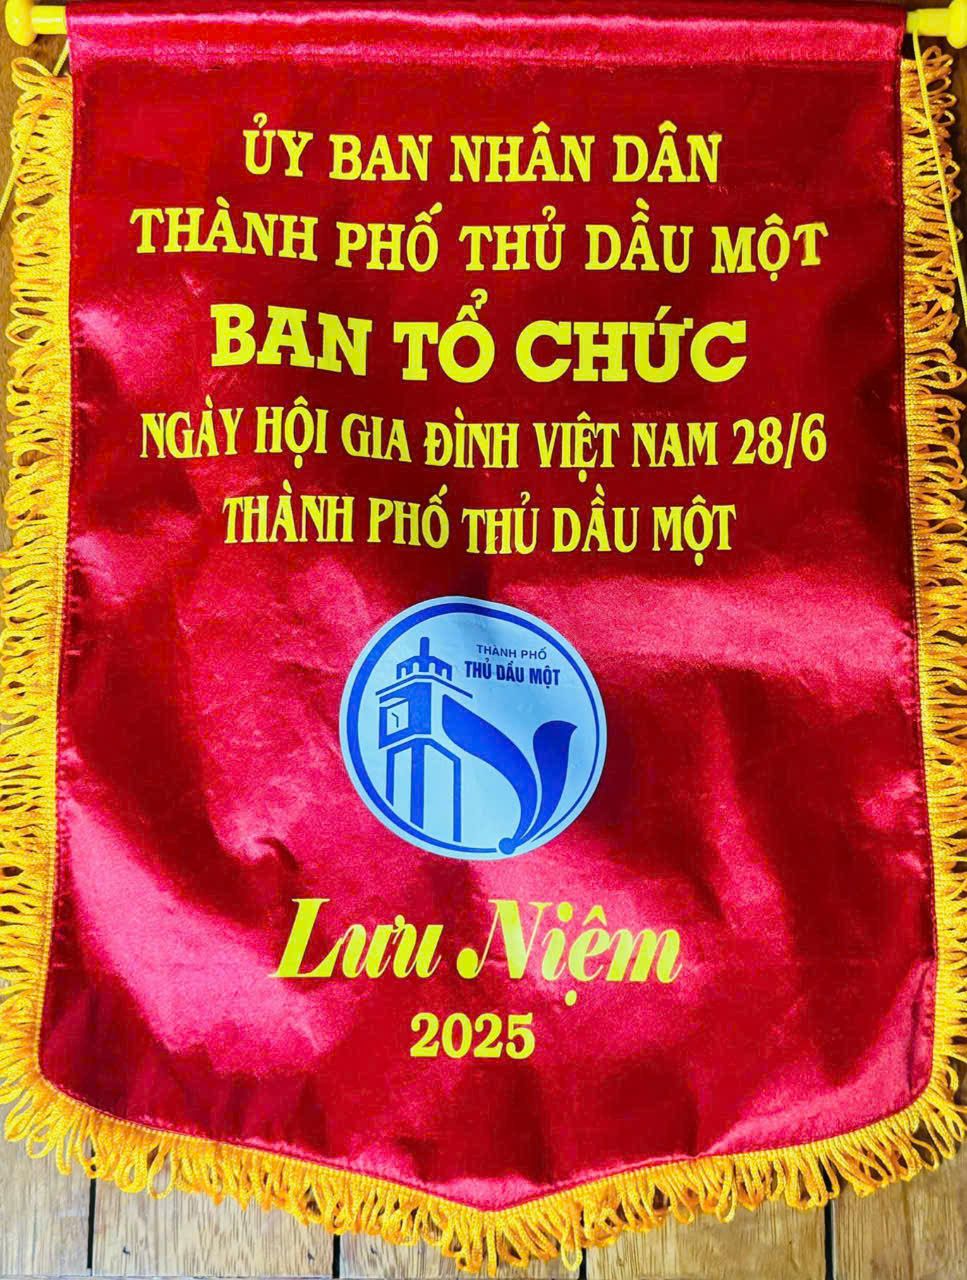 ỦY BAN NHÂN DÂN
THÀNH PHỐ THỦ DẦU MỘT
BAN TỔ CHỨC
NGÀY HỘI GIA ĐÌNH VIỆT NAM 28/6
THÀNH PHỐ THỦ DẦU MỘT
THÀNH PHỐ
THỦ DẦU MỘT
Lưu Niệm
2025